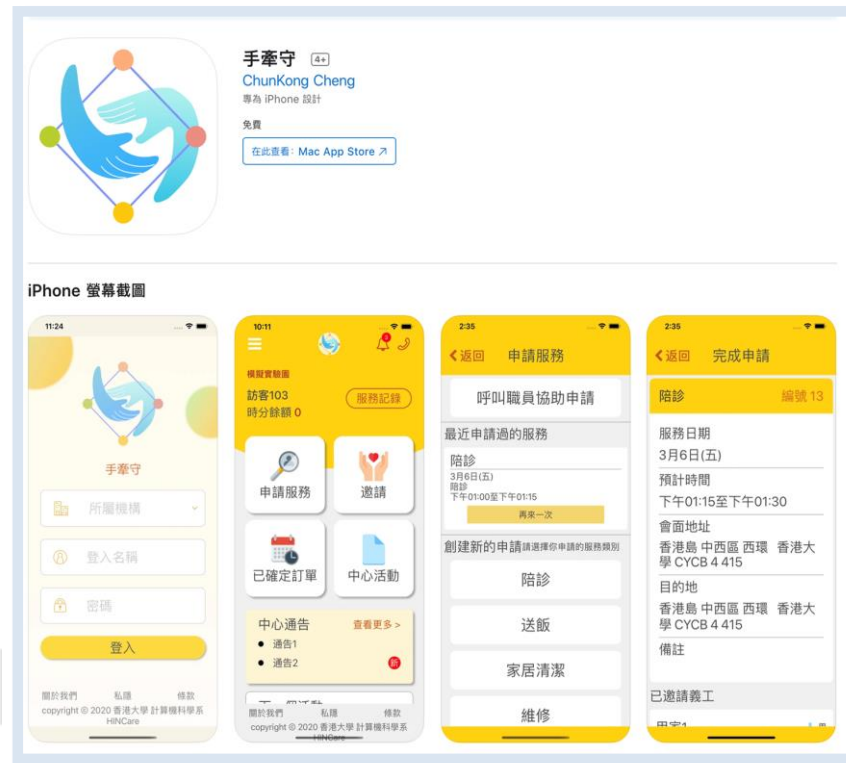 手牽守 4+
ChunKong Cheng
專為 iPhone 設計
免費
在此查看: Mac App Store ↗
iPhone 螢幕截圖
11:24
手牽守
所屬機構
登入名稱
密碼
登入
關於我們 私隱 條款
copyright © 2020 香港大學 計算機科學系
HINCare
10:11
模擬實驗園
訪客103
時分餘額 0
服務記錄
申請服務
邀請
已確定訂單
中心活動
中心通告
查看更多 >
• 通告1
• 通告2
新
關於我們 私隱 條款
copyright © 2020 香港大學 計算機科學系
HINCare
2:35
返回 申請服務
呼叫職員協助申請
最近申請過的服務
陪診
3月6日(五)
陪診
下午01:00至下午01:15
再來一次
創建新的申請 請選擇你申請的服務類別
陪診
送飯
家居清潔
維修
2:35
返回 完成申請
陪診 編號 13
服務日期
3月6日(五)
預計時間
下午01:15至下午01:30
會面地址
香港島 中西區 西環 香港大
學 CYCB 4 415
目的地
香港島 中西區 西環 香港大
學 CYCB 4 415
備註
已邀請義工